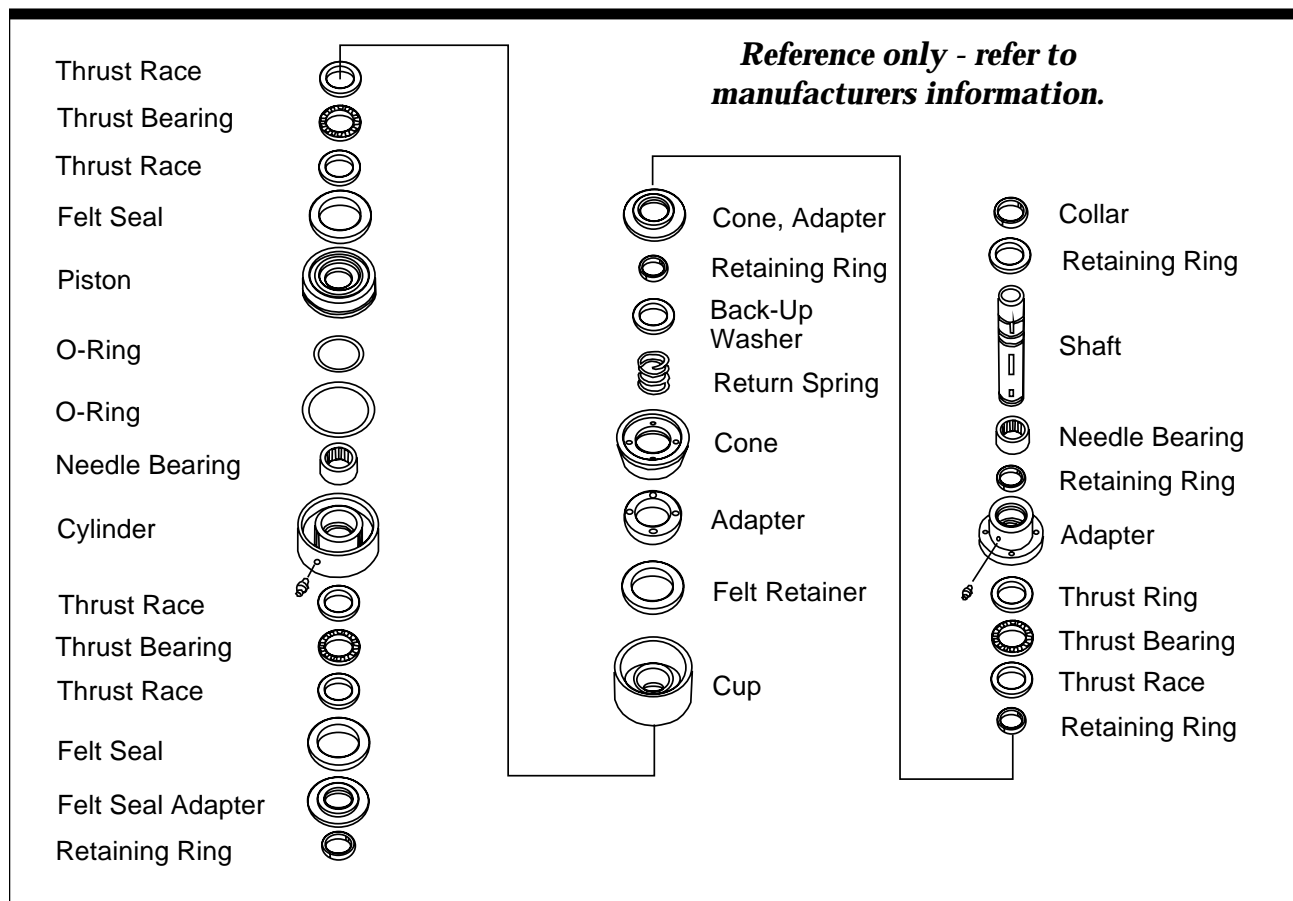 Reference only - refer to
manufacturers information.
Thrust Race
Thrust Bearing
Thrust Race
Felt Seal
Piston
O-Ring
O-Ring
Needle Bearing
Cylinder
Thrust Race
Thrust Bearing
Thrust Race
Felt Seal
Felt Seal Adapter
Retaining Ring
Cone, Adapter
Retaining Ring
Back-Up
Washer
Return Spring
Cone
Adapter
Felt Retainer
Cup
Collar
Retaining Ring
Shaft
Needle Bearing
Retaining Ring
Adapter
Thrust Ring
Thrust Bearing
Thrust Race
Retaining Ring